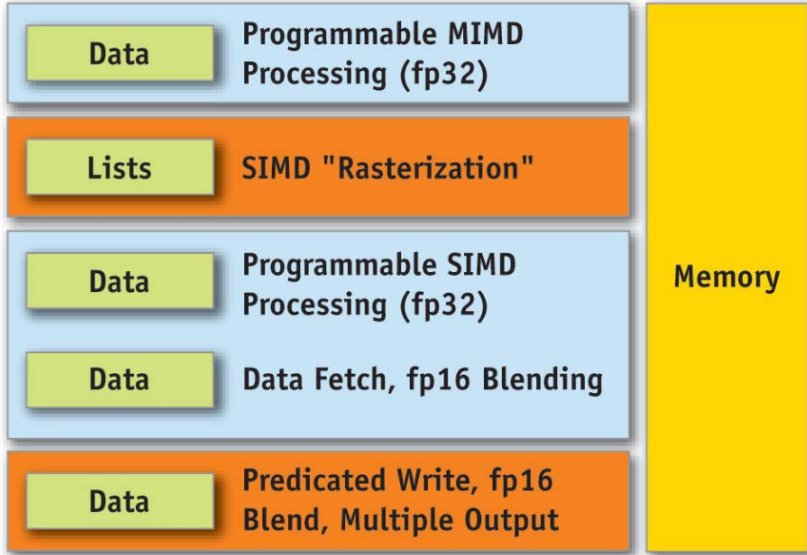 Data
Programmable MIMD
Processing (fp32)
Lists
SIMD "Rasterization"
Data
Programmable SIMD
Processing (fp32)
Data
Data Fetch, fp16 Blending
Data
Predicated Write, fp16
Blend, Multiple Output
Memory